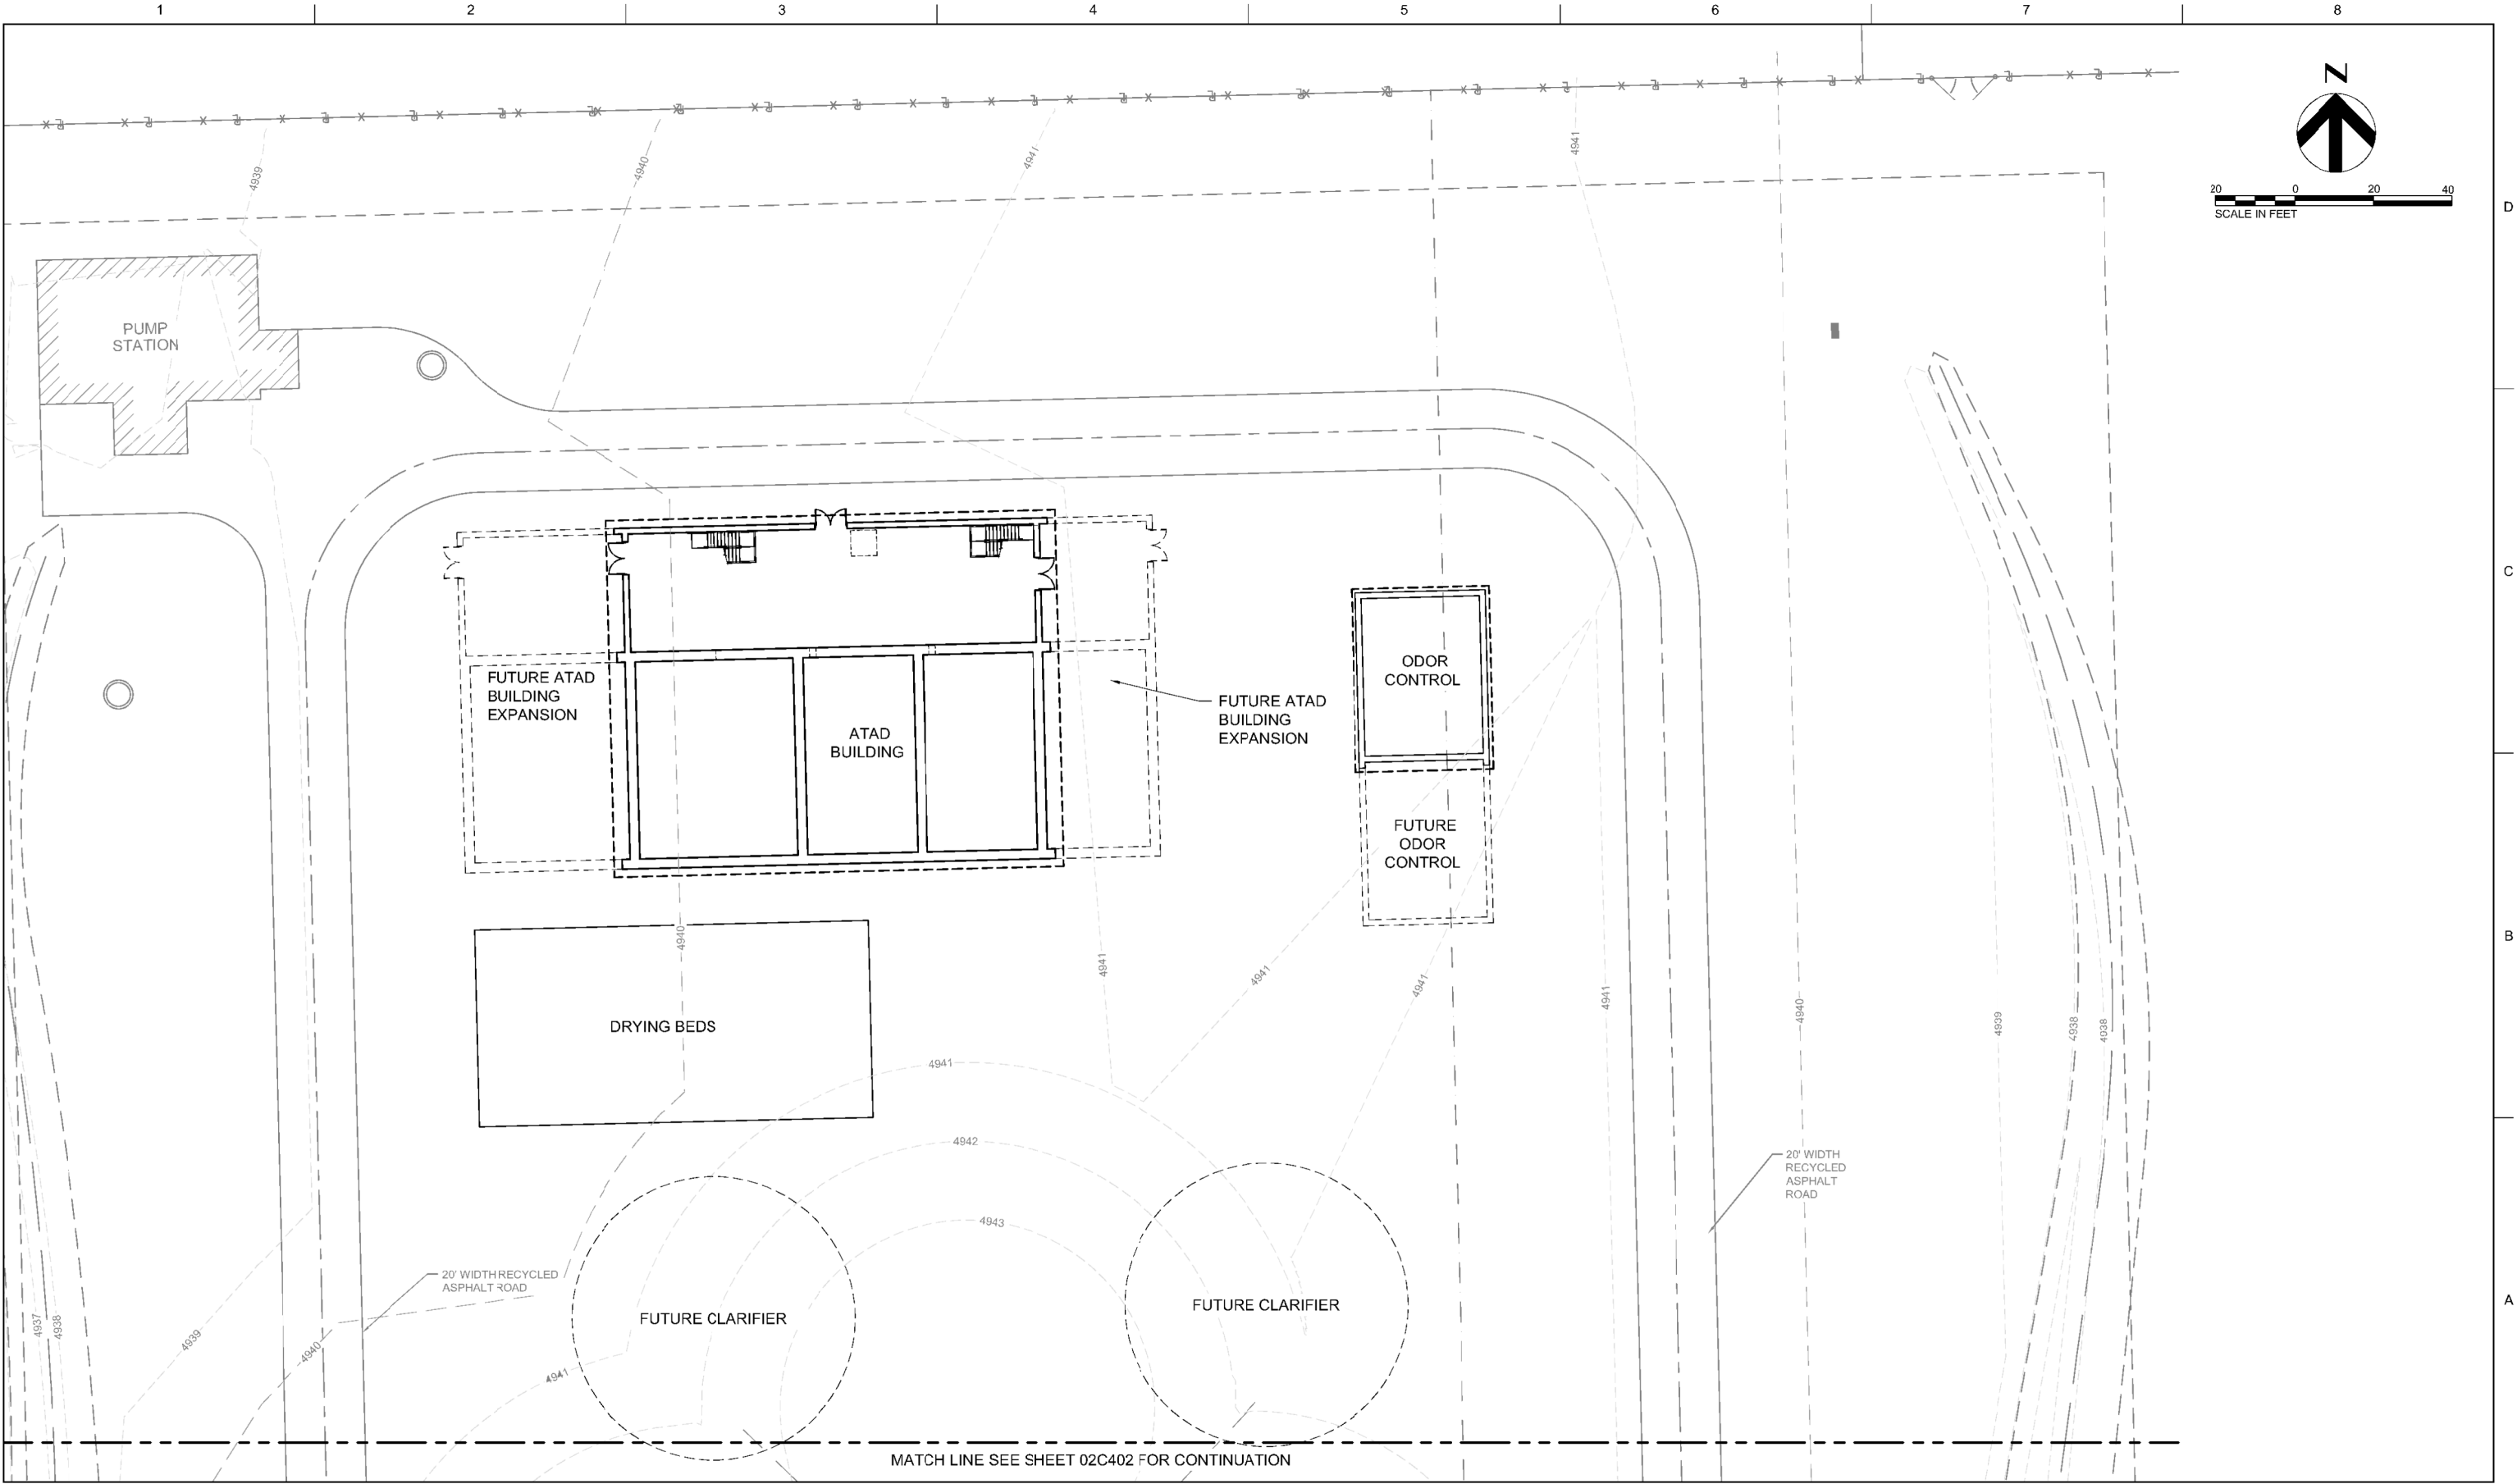 1 2 3 4 5 6 7 8
N
20 0 20 40
SCALE IN FEET
D
C
B
A
4939
4940
4941
4941
PUMP
STATION
FUTURE ATAD
BUILDING
EXPANSION
ATAD
BUILDING
FUTURE ATAD
BUILDING
EXPANSION
ODOR
CONTROL
FUTURE
ODOR
CONTROL
4940
4941
4941
4941
4941
4940
4939
4938
4938
DRYING BEDS
4941
4942
4943
20' WIDTH
RECYCLED
ASPHALT
ROAD
20' WIDTH RECYCLED
ASPHALT ROAD
FUTURE CLARIFIER
FUTURE CLARIFIER
4937
4938
4939
4940
4941
MATCH LINE SEE SHEET 02C402 FOR CONTINUATION